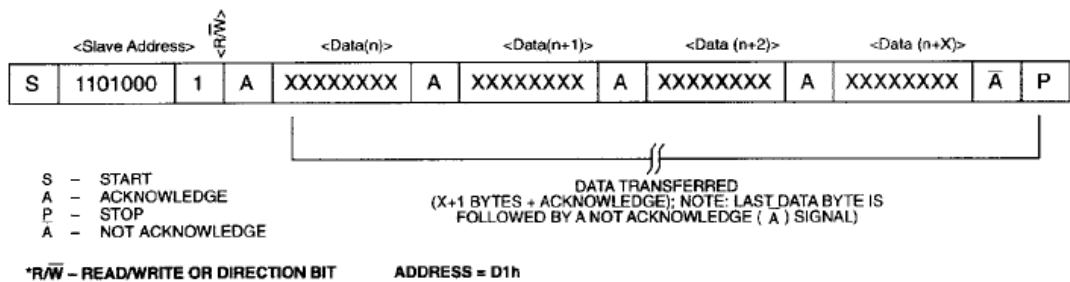 <Slave Address> <R/W̅> <Data(n)> <Data(n+1)> <Data (n+2)> <Data (n+X)>
S 1101000 1 A XXXXXXXX A XXXXXXXX A XXXXXXXX A XXXXXXXX A̅ P
S – START
A – ACKNOWLEDGE
P – STOP
A̅ – NOT ACKNOWLEDGE
DATA TRANSFERRED
(X+1 BYTES + ACKNOWLEDGE); NOTE: LAST DATA BYTE IS
FOLLOWED BY A NOT ACKNOWLEDGE ( A̅ ) SIGNAL)
*R/W̅ – READ/WRITE OR DIRECTION BIT ADDRESS = D1h